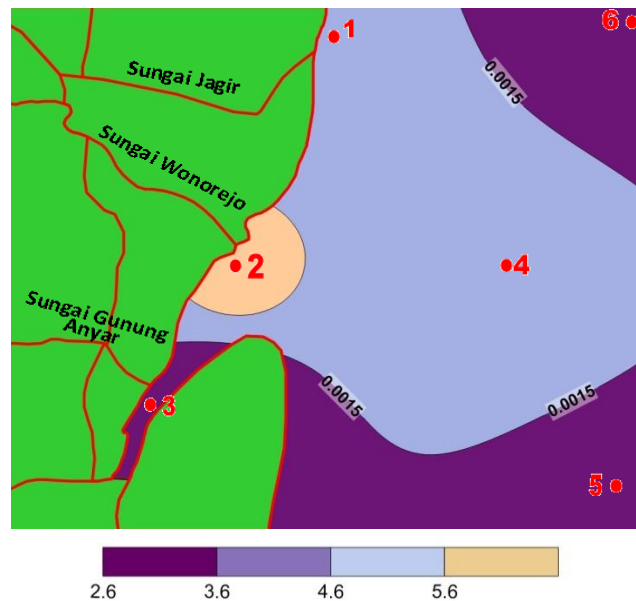 1
6
Sungai Jagir
0.0015
Sungai Wonorejo
2
4
Sungai Gunung
Anyar
0.0015
0.0015
3
5
2.6 3.6 4.6 5.6